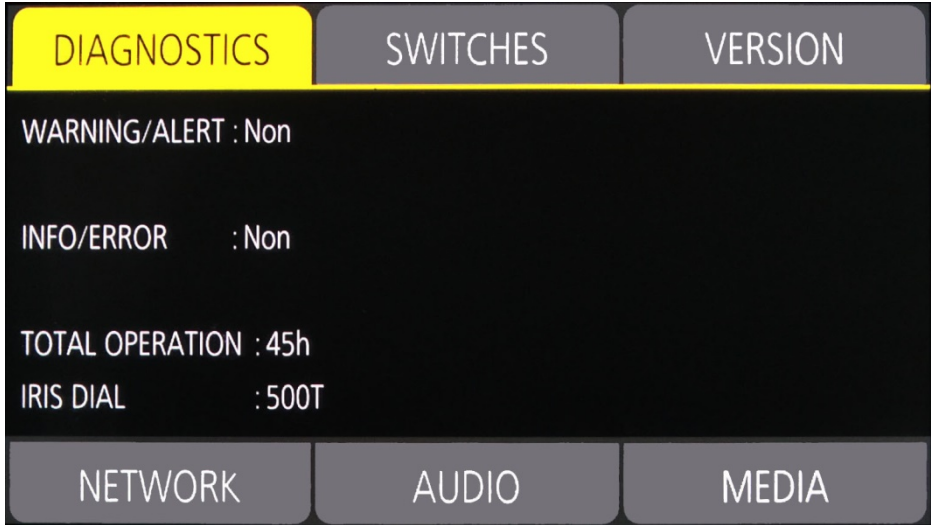 DIAGNOSTICS SWITCHES VERSION
WARNING/ALERT : Non
INFO/ERROR : Non
TOTAL OPERATION : 45h
IRIS DIAL : 500T
NETWORK AUDIO MEDIA